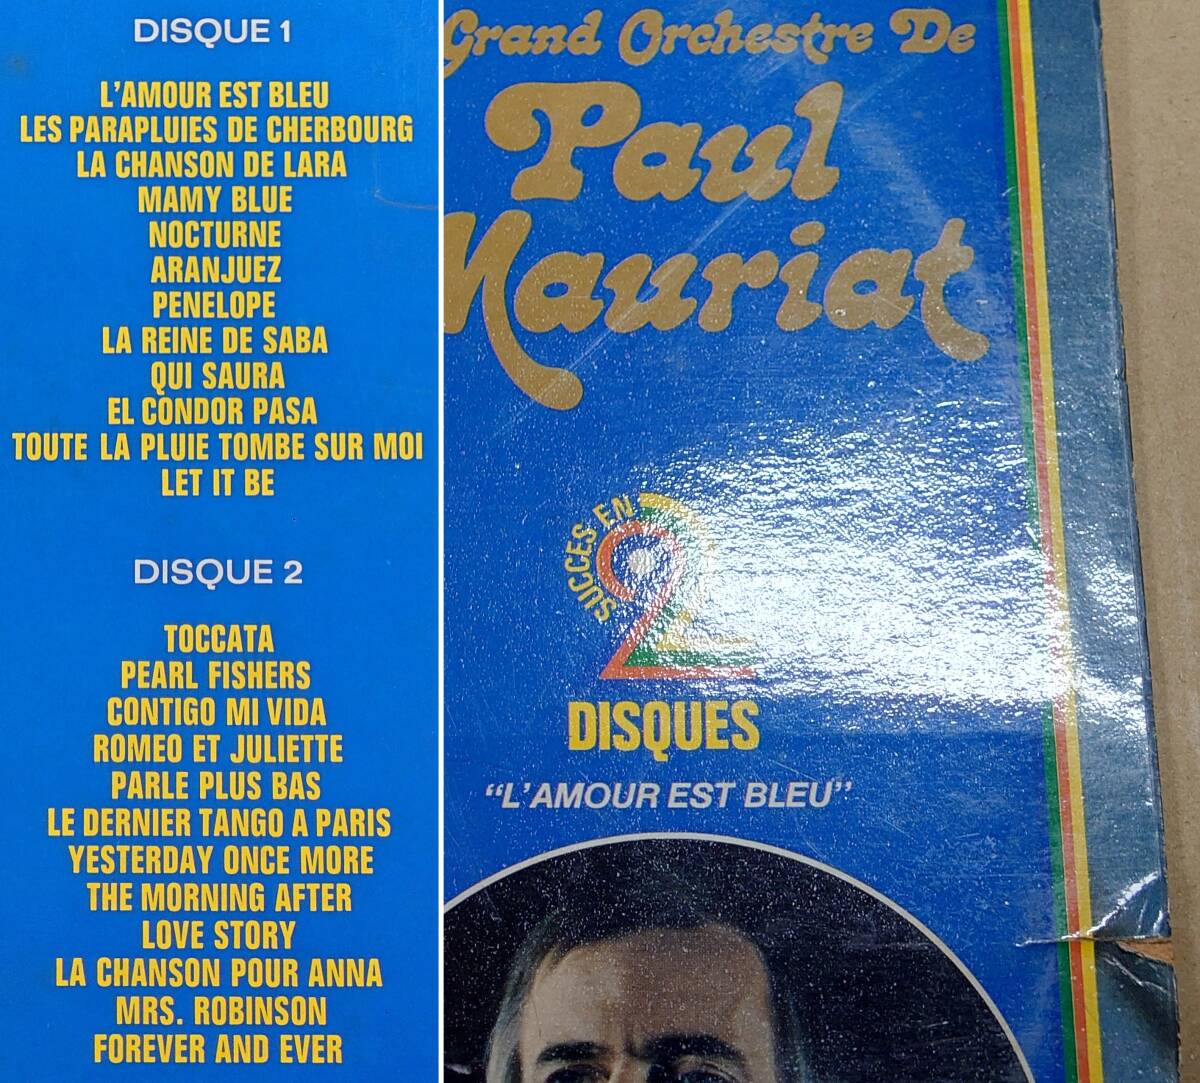 DISQUE 1
L'AMOUR EST BLEU
LES PARAPLUIES DE CHERBOURG
LA CHANSON DE LARA
MAMY BLUE
NOCTURNE
ARANJUEZ
PENELOPE
LA REINE DE SABA
QUI SAURA
EL CONDOR PASA
TOUTE LA PLUIE TOMBE SUR MOI
LET IT BE
DISQUE 2
TOCCATA
PEARL FISHERS
CONTIGO MI VIDA
ROMEO ET JULIETTE
PARLE PLUS BAS
LE DERNIER TANGO A PARIS
YESTERDAY ONCE MORE
THE MORNING AFTER
LOVE STORY
LA CHANSON POUR ANNA
MRS. ROBINSON
FOREVER AND EVER
Grand Orchestre De
Paul
Mauriat
SUCCES EN
2
DISQUES
"L'AMOUR EST BLEU"